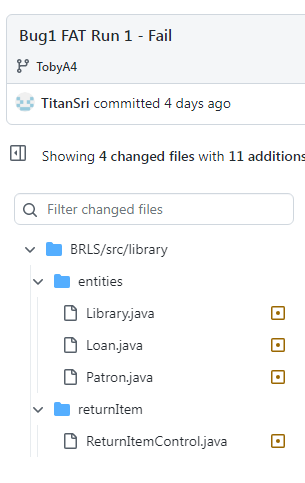 Bug1 FAT Run 1 - Fail
TobyA4
TitanSri committed 4 days ago
Showing 4 changed files with 11 additions
Filter changed files
BRLS/src/library
entities
Library.java
Loan.java
Patron.java
returnItem
ReturnItemControl.java